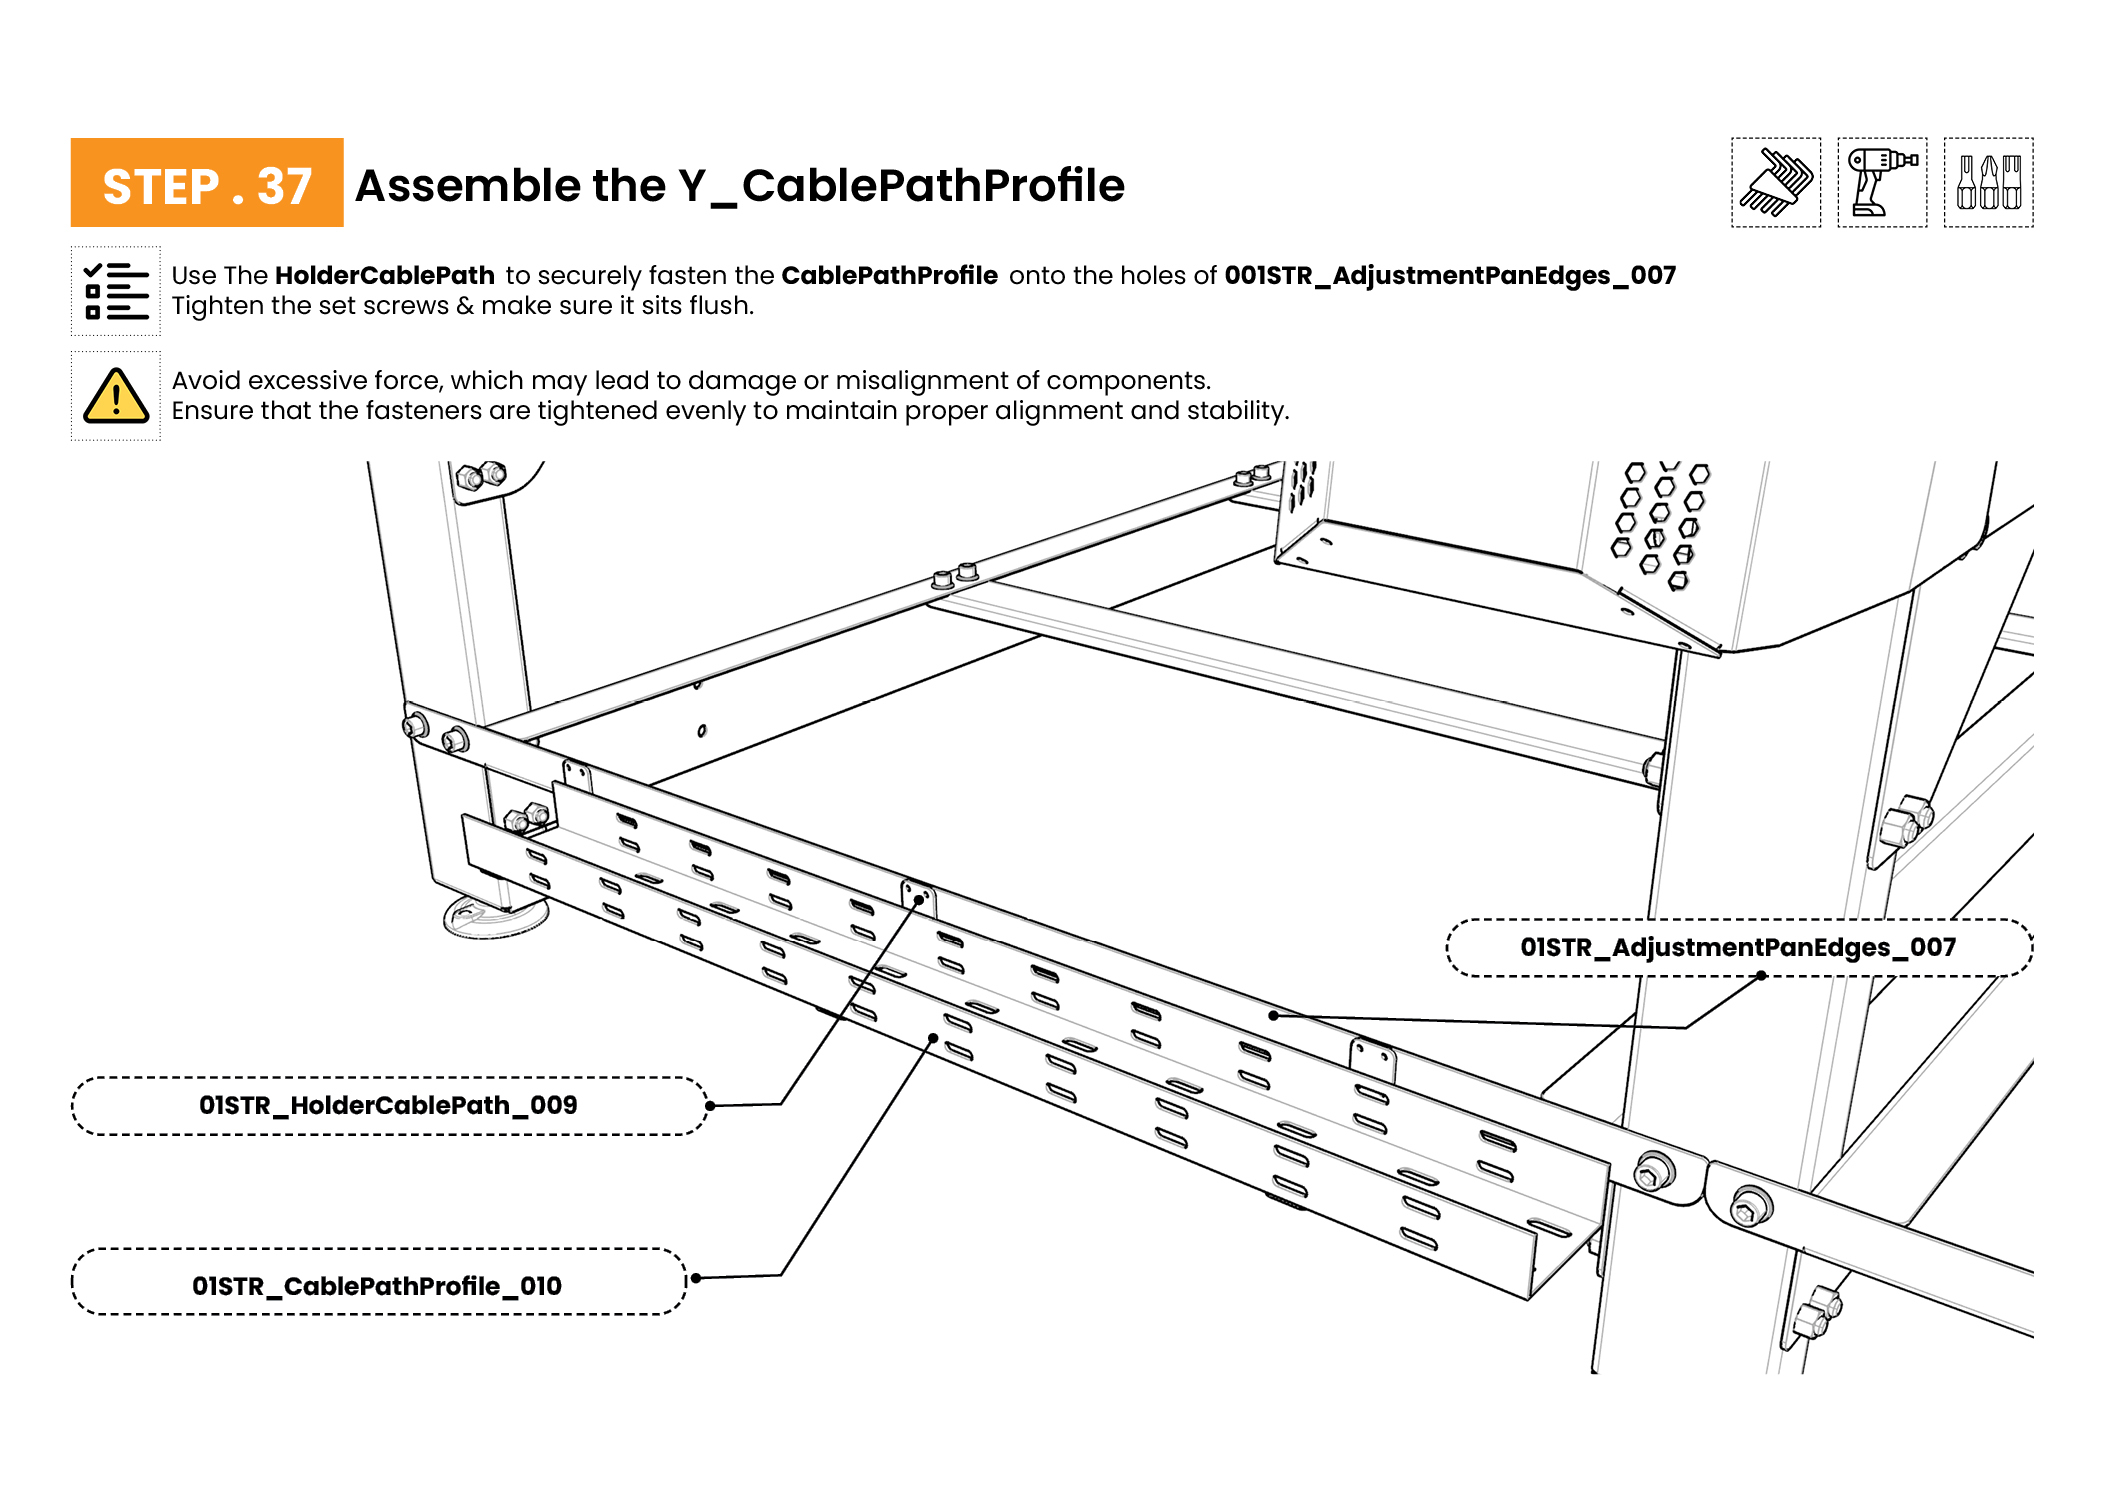 STEP . 37 Assemble the Y_CablePathProfile
Use The HolderCablePath to securely fasten the CablePathProfile onto the holes of 001STR_AdjustmentPanEdges_007
Tighten the set screws & make sure it sits flush.
Avoid excessive force, which may lead to damage or misalignment of components.
Ensure that the fasteners are tightened evenly to maintain proper alignment and stability.
01STR_AdjustmentPanEdges_007
01STR_HolderCablePath_009
01STR_CablePathProfile_010